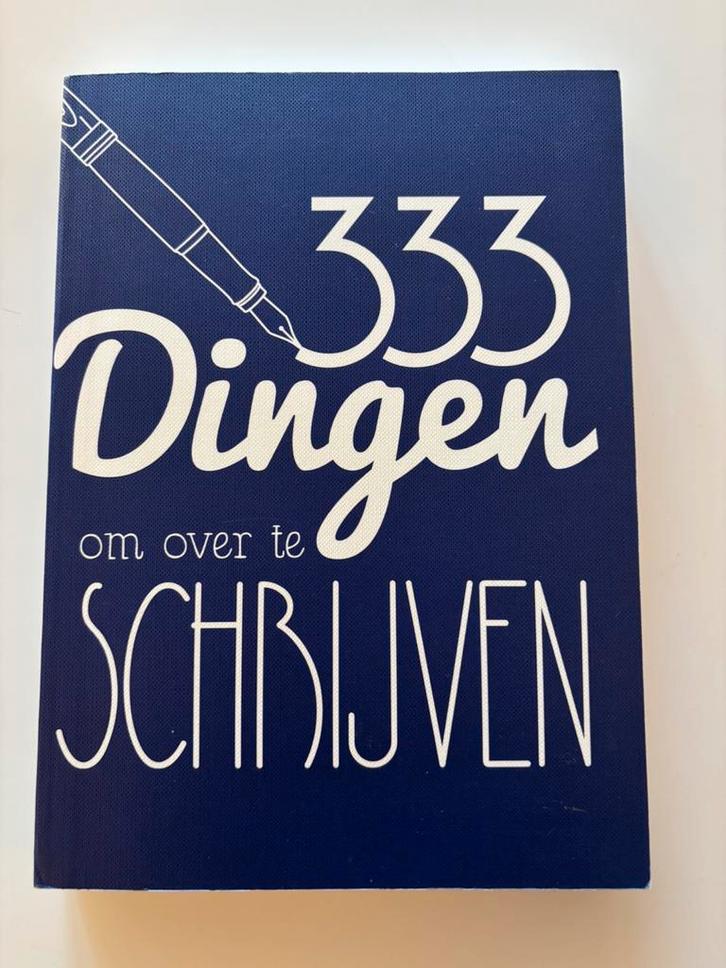 333
Dingen
om over te
SCHRIJVEN